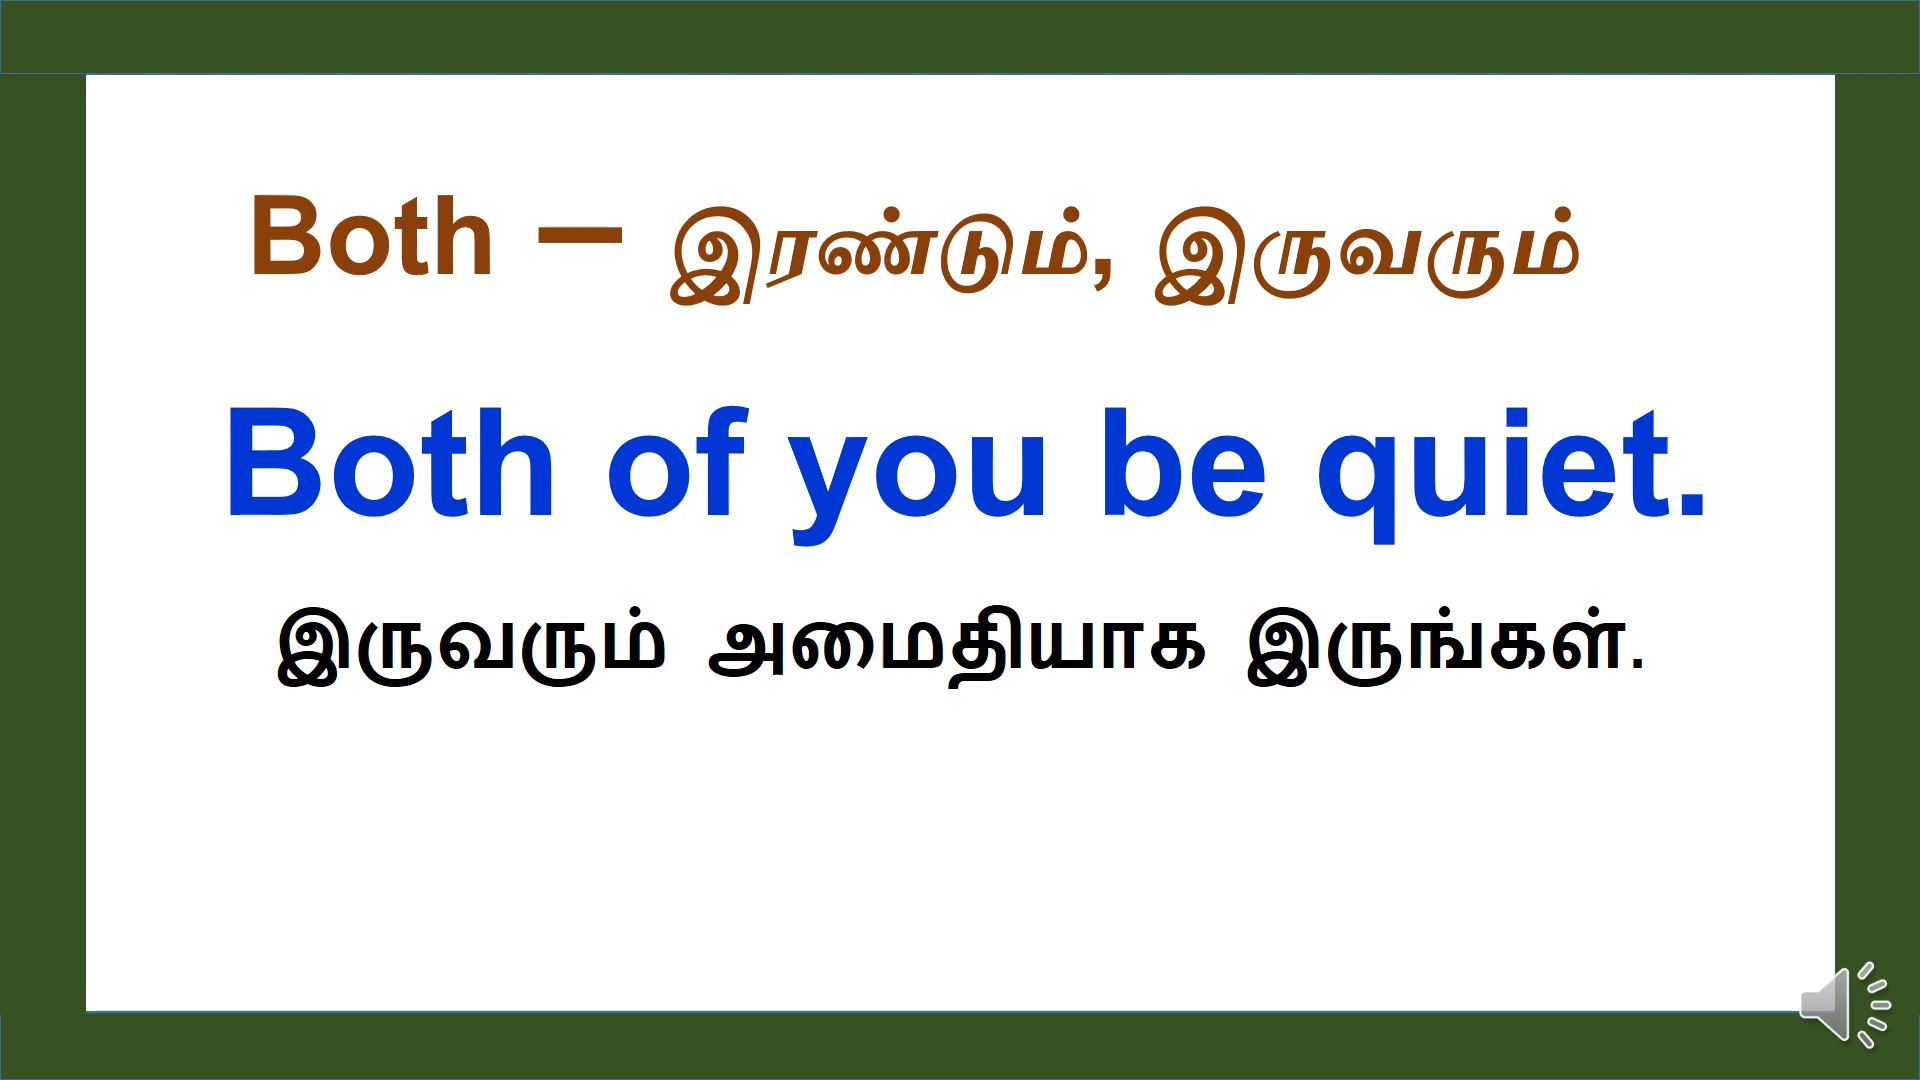 Both – இரண்டும், இருவரும்
Both of you be quiet.
இருவரும் அமைதியாக இருங்கள்.